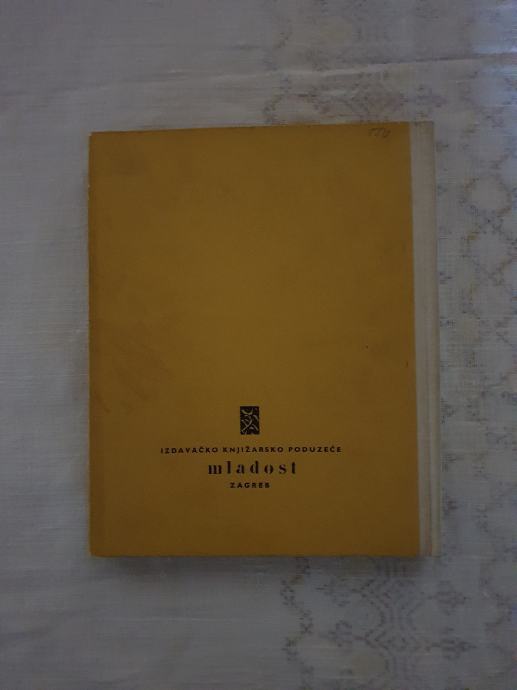 IZDAVAČKO KNJIŽARSKO PODUZEĆE
mladost
ZAGREB